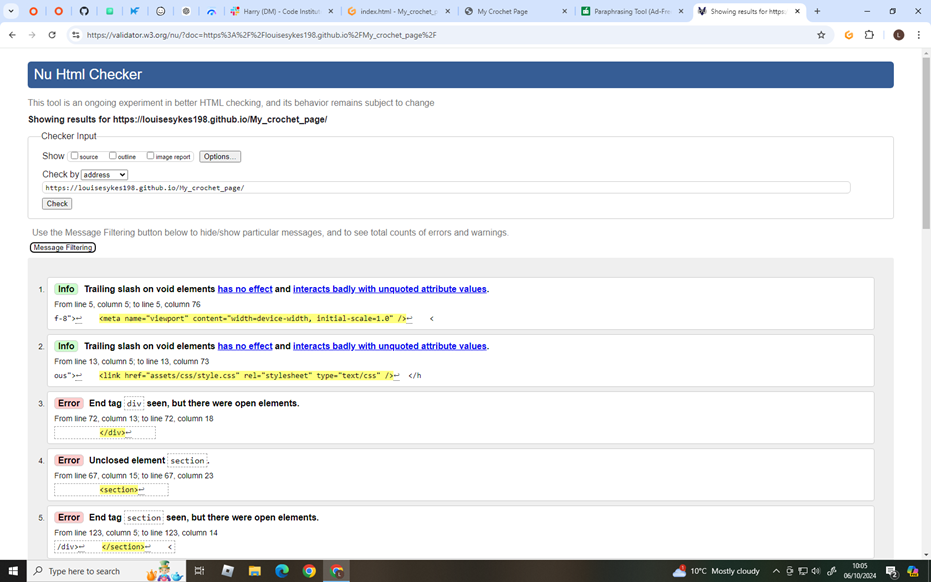 Harry (DM) - Code Institut
index.html - My_crochet_p
My Crochet Page
Paraphrasing Tool (Ad-Fre
Showing results for https:
https://validator.w3.org/nu/?doc=https%3A%2F%2Flouisesykes198.github.io%2FMy_crochet_page%2F
L
Nu Html Checker
This tool is an ongoing experiment in better HTML checking, and its behavior remains subject to change
Showing results for https://louisesykes198.github.io/My_crochet_page/
Checker Input
Show source outline image report Options...
Check by address
https://louisesykes198.github.io/My_crochet_page/
Check
Use the Message Filtering button below to hide/show particular messages, and to see total counts of errors and warnings.
Message Filtering
1. Info Trailing slash on void elements has no effect and interacts badly with unquoted attribute values.
From line 5, column 5; to line 5, column 76
f-8">↩ <meta name="viewport" content="width=device-width, initial-scale=1.0" />↩ <
2. Info Trailing slash on void elements has no effect and interacts badly with unquoted attribute values.
From line 13, column 5; to line 13, column 73
ous">↩ <link href="assets/css/style.css" rel="stylesheet" type="text/css" />↩ </h
3. Error End tag div seen, but there were open elements.
From line 72, column 13; to line 72, column 18
</div>↩
4. Error Unclosed element section.
From line 67, column 15; to line 67, column 23
<section>↩
5. Error End tag section seen, but there were open elements.
From line 123, column 5; to line 123, column 14
/div>↩ </section>↩ <
Type here to search
10°C Mostly cloudy
10:05
06/10/2024
2